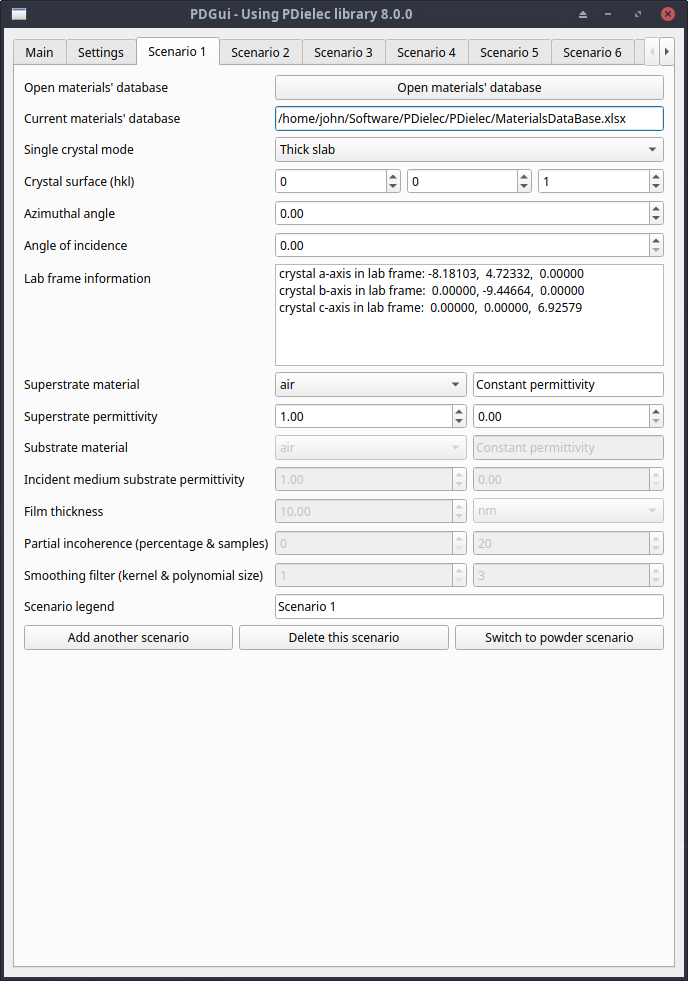 PDGui - Using PDielec library 8.0.0
Main Settings Scenario 1 Scenario 2 Scenario 3 Scenario 4 Scenario 5 Scenario 6
Open materials' database Open materials' database
Current materials' database /home/john/Software/PDielec/PDielec/MaterialsDataBase.xlsx
Single crystal mode Thick slab
Crystal surface (hkl) 0 0 1
Azimuthal angle 0.00
Angle of incidence 0.00
Lab frame information crystal a-axis in lab frame: -8.18103, 4.72332, 0.00000
crystal b-axis in lab frame: 0.00000, -9.44664, 0.00000
crystal c-axis in lab frame: 0.00000, 0.00000, 6.92579
Superstrate material air Constant permittivity
Superstrate permittivity 1.00 0.00
Substrate material air Constant permittivity
Incident medium substrate permittivity 1.00 0.00
Film thickness 10.00 nm
Partial incoherence (percentage & samples) 0 20
Smoothing filter (kernel & polynomial size) 1 3
Scenario legend Scenario 1
Add another scenario Delete this scenario Switch to powder scenario